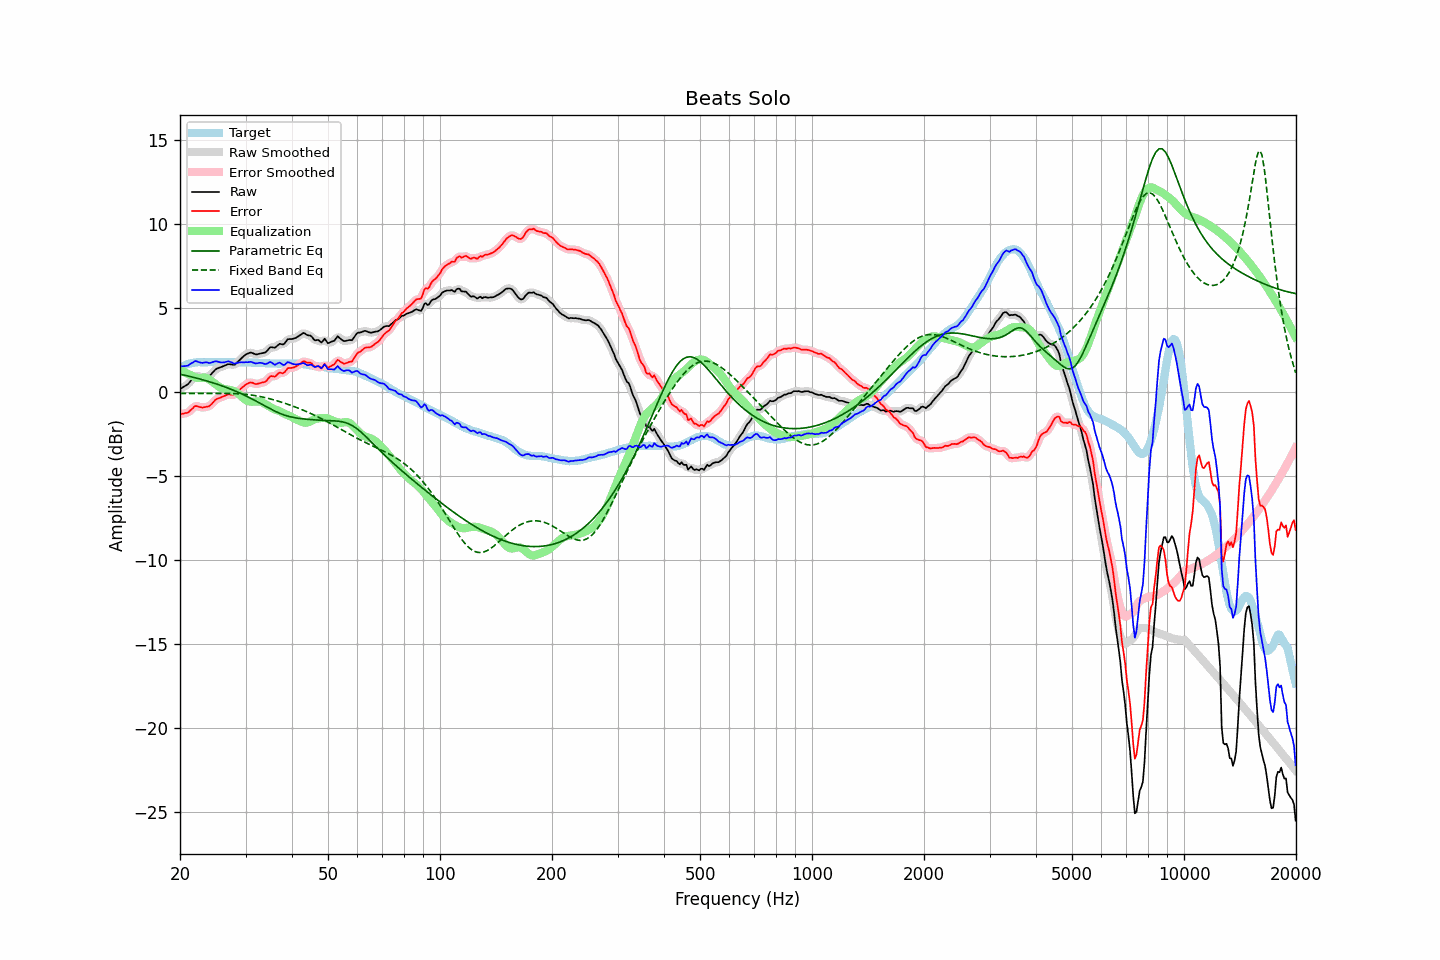 Beats Solo
Target
Raw Smoothed
Error Smoothed
Raw
Error
Equalization
Parametric Eq
Fixed Band Eq
Equalized
15
10
5
0
−5
−10
−15
−20
−25
Amplitude (dBr)
20
50
100
200
500
1000
2000
5000
10000
20000
Frequency (Hz)